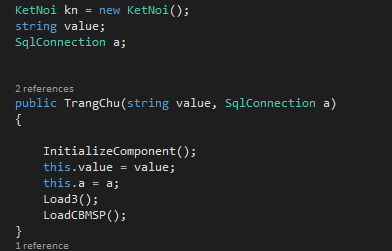 KetNoi kn = new KetNoi();
string value;
SqlConnection a;
2 references
public TrangChu(string value, SqlConnection a)
{
InitializeComponent();
this.value = value;
this.a = a;
Load3();
LoadCBMSP();
}
1 reference